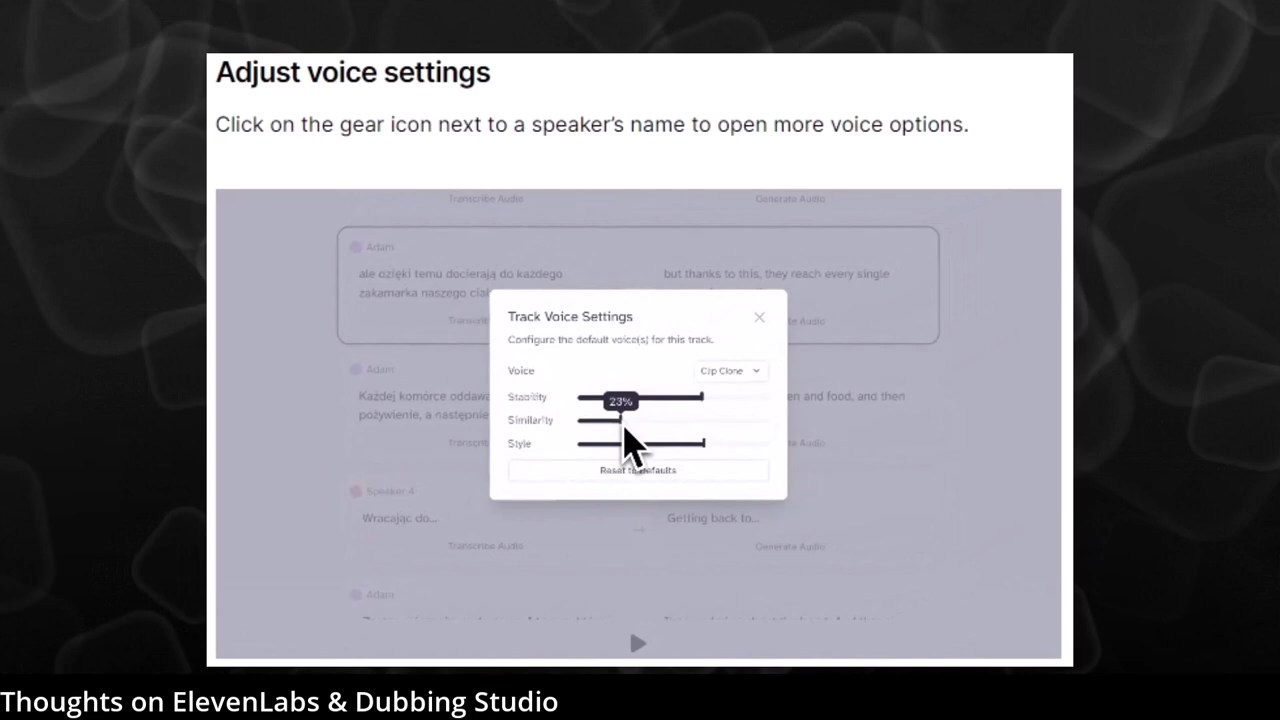 Adjust voice settings
Click on the gear icon next to a speaker's name to open more voice options.
Transcribe Audio
Generate Audio
Adam
ale dzięki temu docierają do każdego
zakamarka naszego
but thanks to this, they reach every single
Audio
Track Voice Settings
Configure the default voice(s) for this track.
Voice
Clip Clone
Stability
23%
Similarity
Style
Reset to defaults
Adam
Każdej komórce
pożywienie, a następnie
en and food, and then
Audio
Speaker 4
Wracając do...
→
Getting back to...
Transcribe Audio
Generate Audio
Adam
Thoughts on ElevenLabs & Dubbing Studio